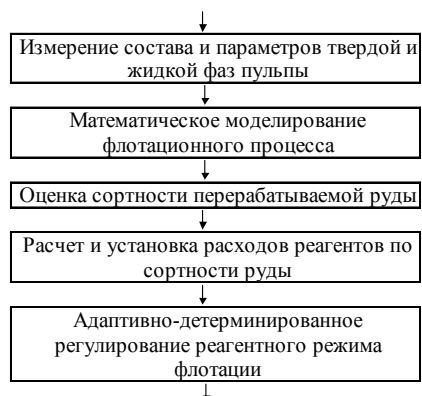 Измерение состава и параметров твердой и
жидкой фаз пульпы
Математическое моделирование
флотационного процесса
Оценка сортности перерабатываемой руды
Расчет и установка расходов реагентов по
сортности руды
Адаптивно-детерминированное
регулирование реагентного режима
флотации